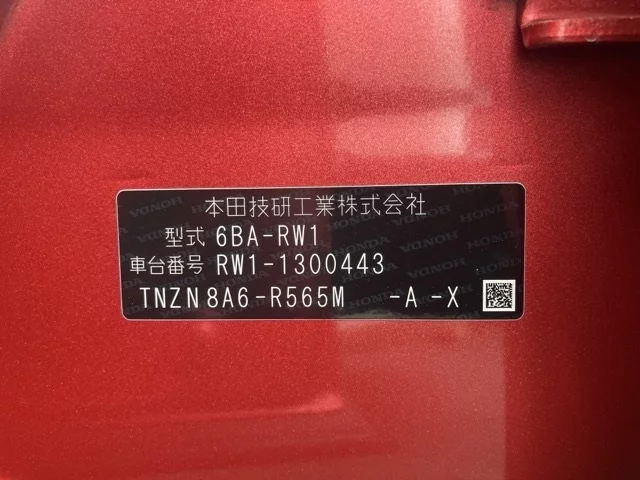 本田技研工業株式会社
型式 6BA-RW1
車台番号 RW1-1300443
TNZN8A6-R565M -A-X